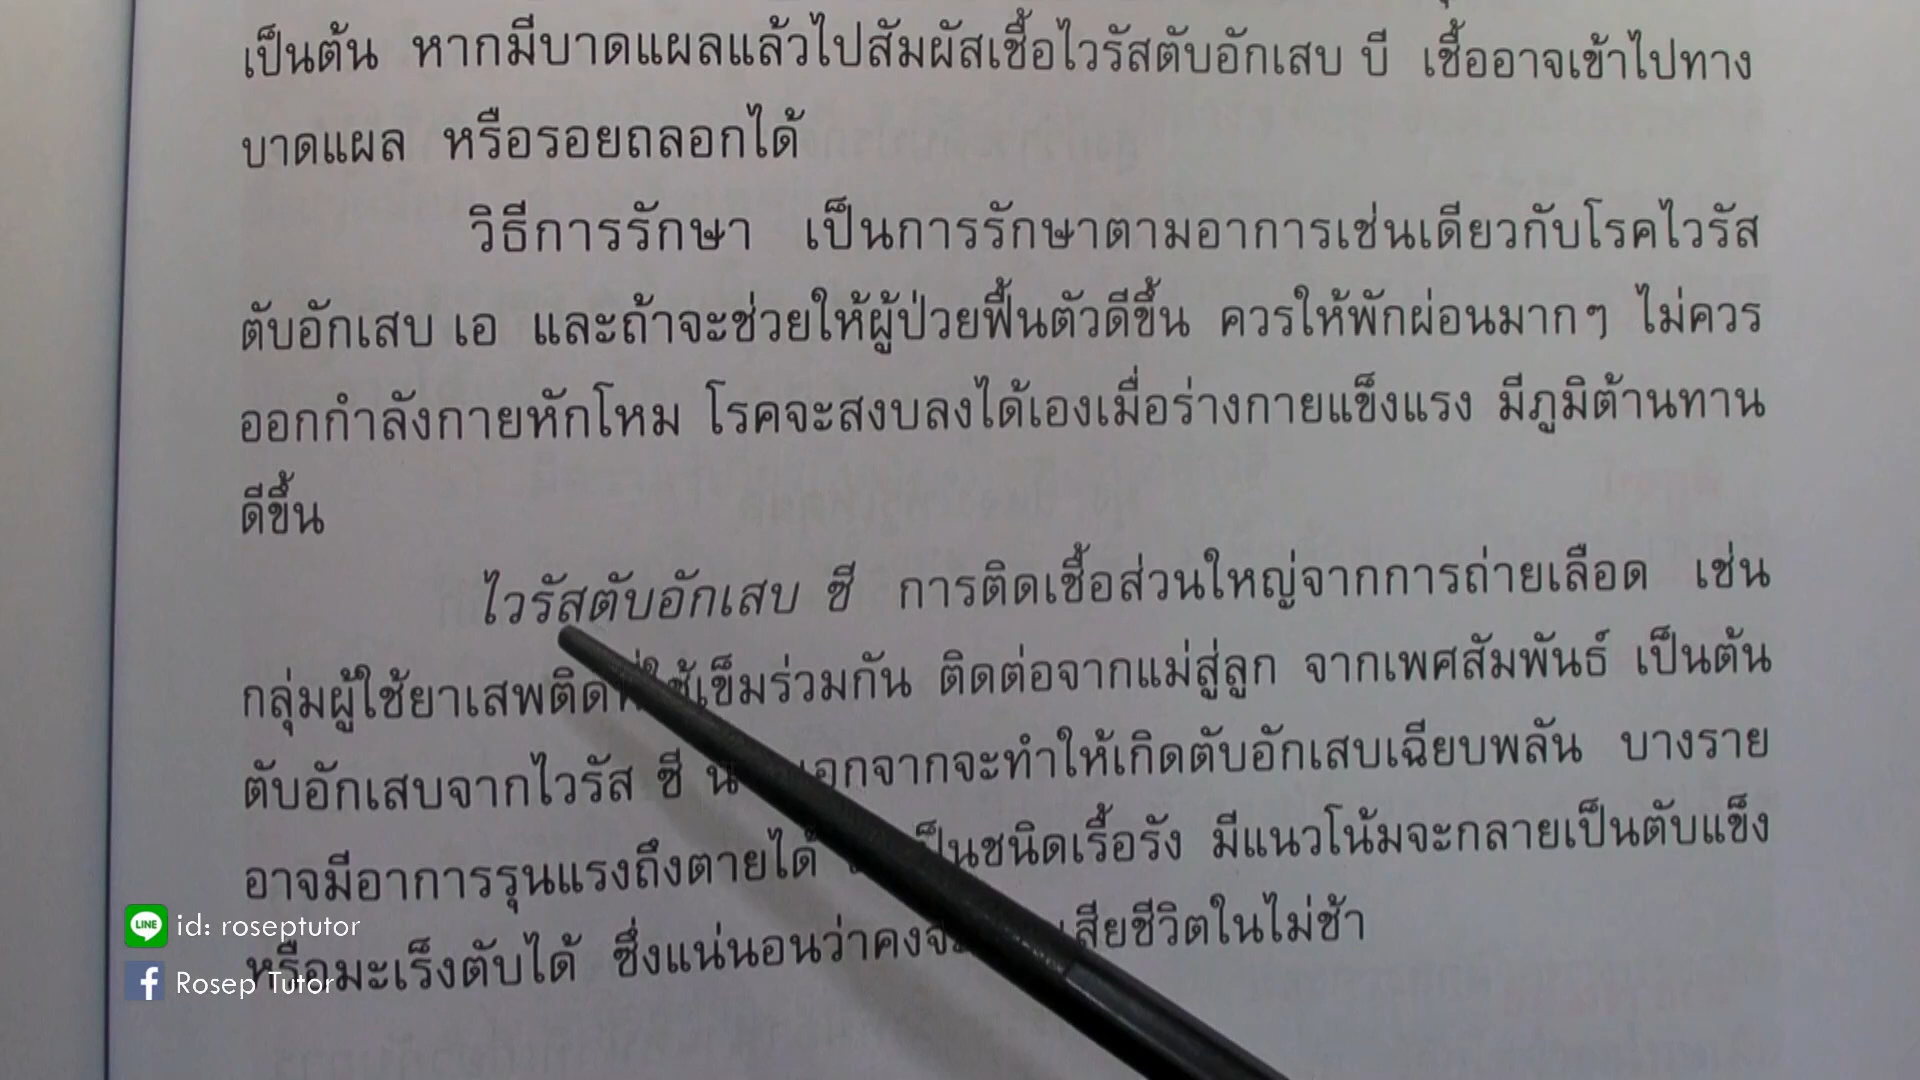 เป็นต้น หากมีบาดแผลแล้วไปสัมผัสเชื้อไวรัสตับอักเสบ บี เชื้ออาจเข้าไปทาง
บาดแผล หรือรอยถลอกได้
วิธีการรักษา เป็นการรักษาตามอาการเช่นเดียวกับโรคไวรัส
ตับอักเสบ เอ และถ้าจะช่วยให้ผู้ป่วยฟื้นตัวดีขึ้น ควรให้พักผ่อนมากๆ ไม่ควร
ออกกำลังกายหักโหม โรคจะสงบลงได้เองเมื่อร่างกายแข็งแรง มีภูมิต้านทาน
ดีขึ้น
ไวรัสตับอักเสบ ซี การติดเชื้อส่วนใหญ่จากการถ่ายเลือด เช่น
กลุ่มผู้ใช้ยาเสพติดที่ใช้เข็มร่วมกัน ติดต่อจากแม่สู่ลูก จากเพศสัมพันธ์ เป็นต้น
ตับอักเสบจากไวรัส ซี นอกจากจะทำให้เกิดตับอักเสบเฉียบพลัน บางราย
อาจมีอาการรุนแรงถึงตายได้ เป็นชนิดเรื้อรัง มีแนวโน้มจะกลายเป็นตับแข็ง
หรือมะเร็งตับได้ ซึ่งแน่นอนว่าคงจะ เสียชีวิตในไม่ช้า
LINE id: roseptutor
f Rosep Tutor